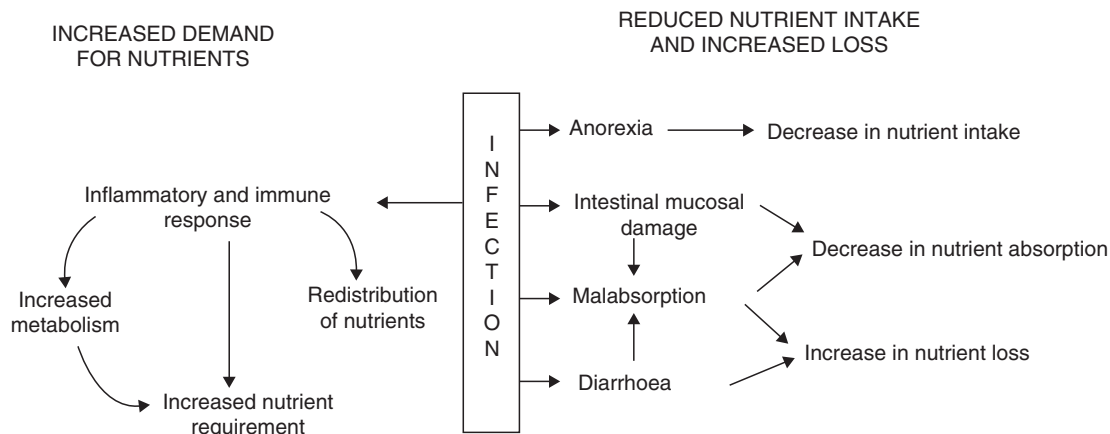 INCREASED DEMAND
FOR NUTRIENTS
REDUCED NUTRIENT INTAKE
AND INCREASED LOSS
INFECTION
Inflammatory and immune
response
Increased
metabolism
Redistribution
of nutrients
Increased nutrient
requirement
Anorexia
Decrease in nutrient intake
Intestinal mucosal
damage
Decrease in nutrient absorption
Malabsorption
Increase in nutrient loss
Diarrhoea